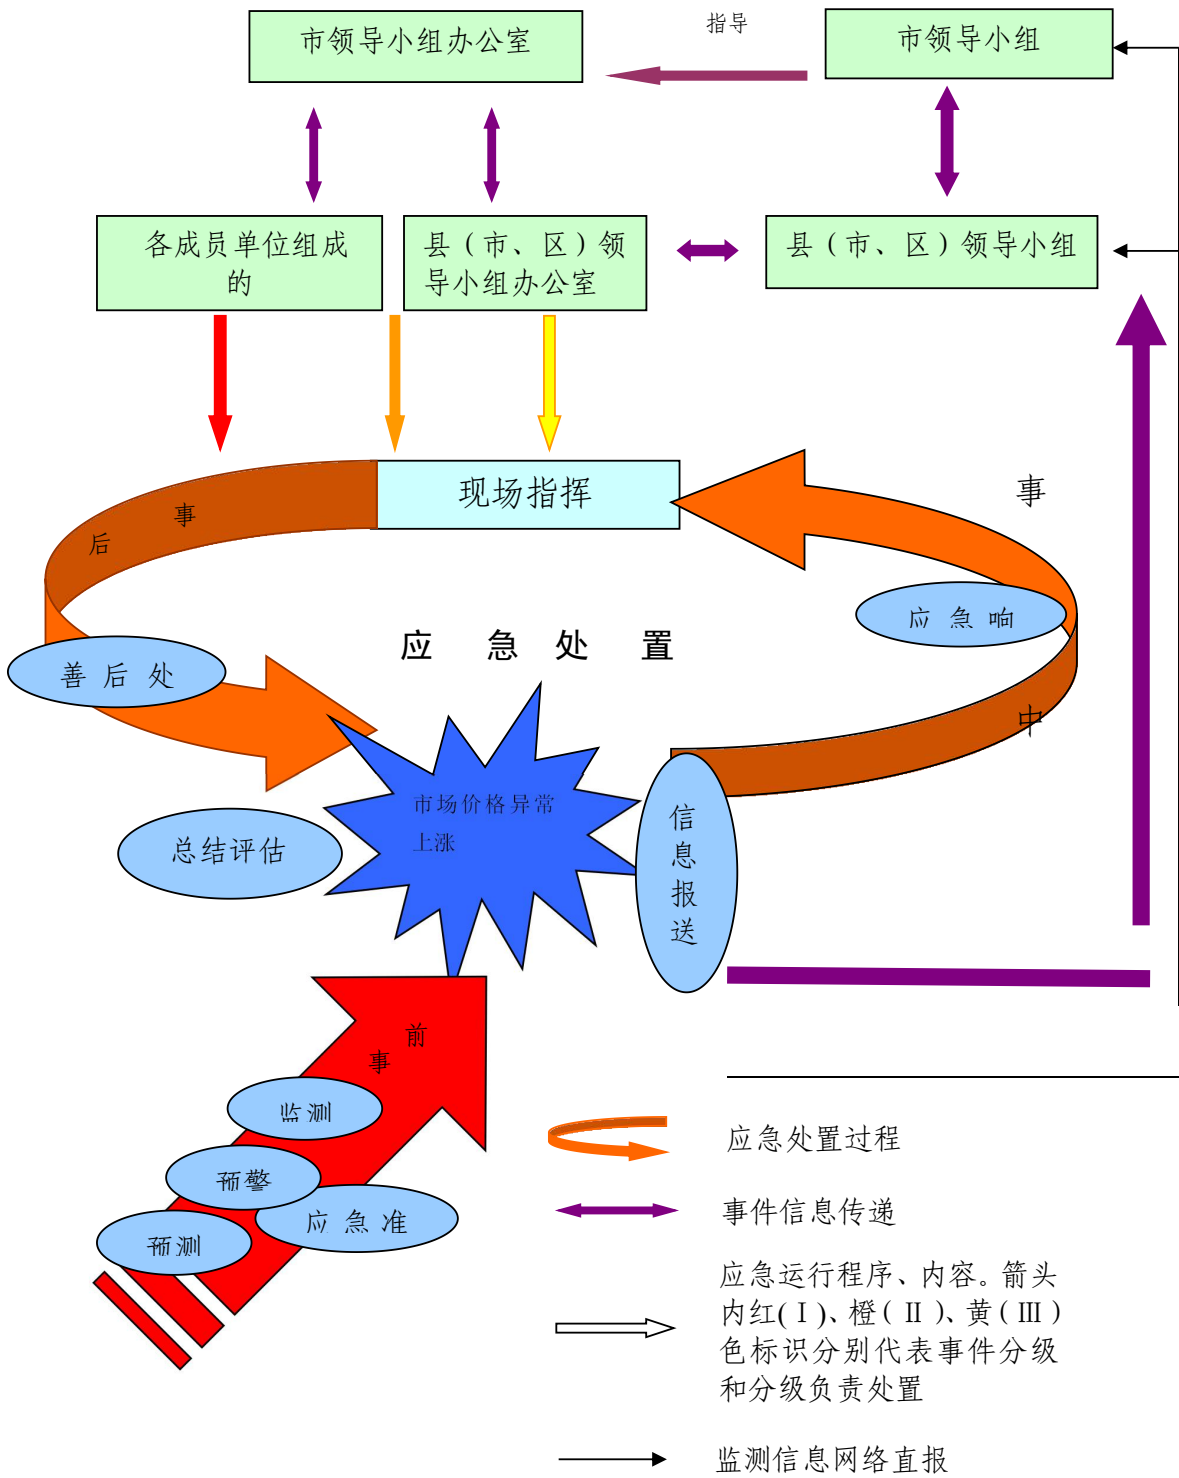 指导
市领导小组办公室
市领导小组
各成员单位组成
的
县（市、区）领
导小组办公室
县（市、区）领导小组
现场指挥
事
后
事
中
应急响
应 急 处 置
善后处
市场价格异常
上涨
信
息
报
送
总结评估
前
事
监测
预警
应急准
预测
应急处置过程
事件信息传递
应急运行程序、内容。箭头
内红(Ⅰ)、橙(Ⅱ)、黄(Ⅲ)
色标识分别代表事件分级
和分级负责处置
监测信息网络直报